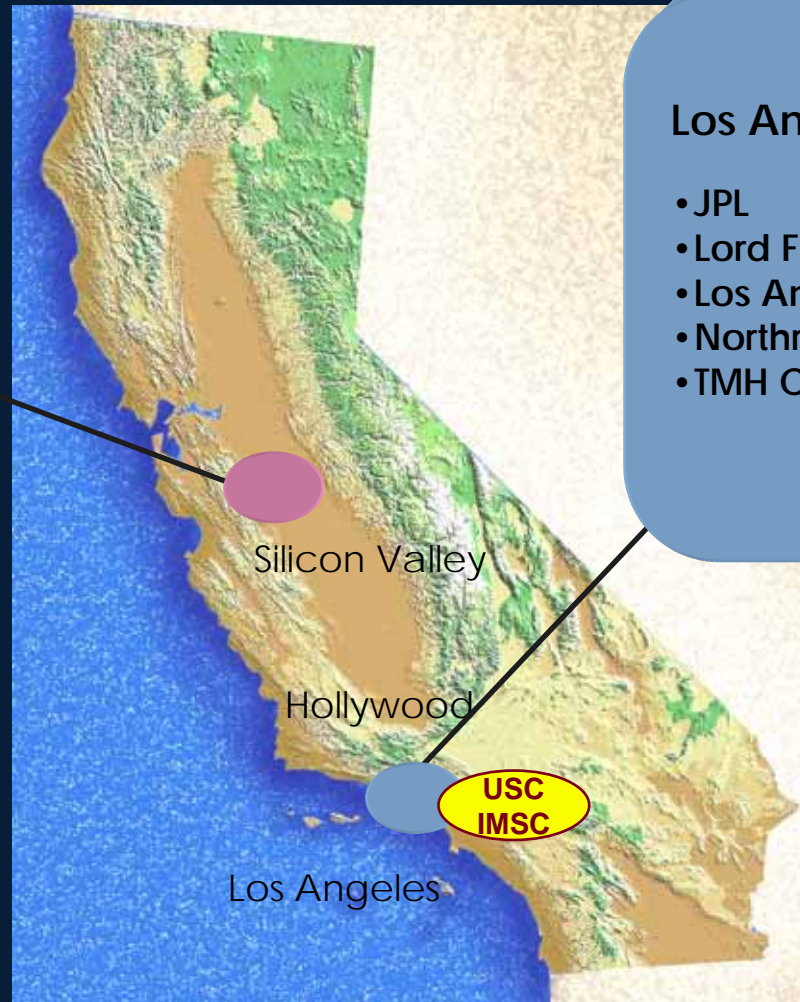 Los An
• JPL
• Lord F
• Los An
• Northr
• TMH C
Silicon Valley
Hollywood
USC
IMSC
Los Angeles